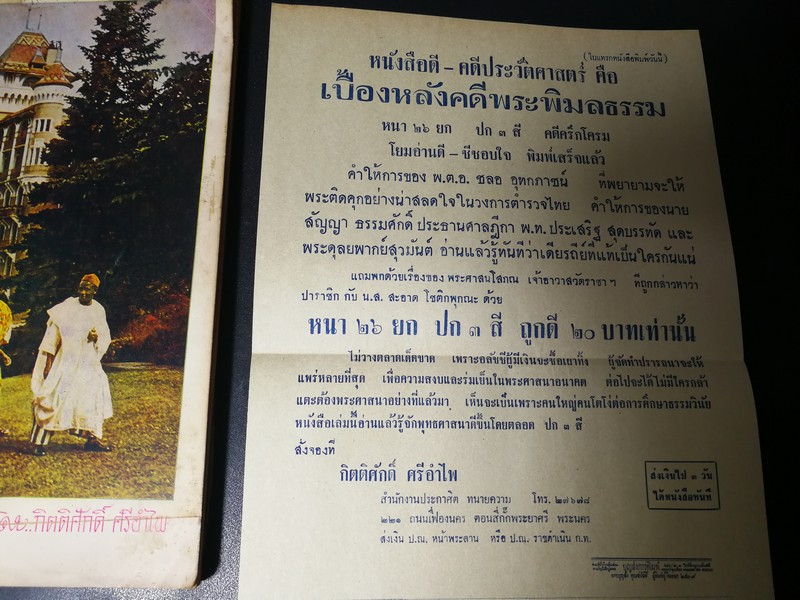 (ใบแทรกหนังสือพิมพ์วันนี้)
หนังสือดี – คดีประวัติศาสตร์ คือ
เบื้องหลังคดีพระพิมลธรรม
หนา ๒๖ ยก ปก ๓ สี คดีครึกโครม
โยมอ่านดี – ชีชอบใจ พิมพ์เสร็จแล้ว
คำให้การของ พ.ต.อ. ชลอ อุทกภาชน์ ที่พยายามจะให้
พระติดคุกอย่างน่าสลดใจในวงการตำรวจไทย คำให้การของนาย
สัญญา ธรรมศักดิ์ ประธานศาลฎีกา พ.ท. ประเสริฐ สุดบรรทัด และ
พระดุลยพากย์สุวมันต์ อ่านแล้วรู้ทันทีว่าเดียรถีย์ที่แท้เป็นใครกันแน่
แถมพกด้วยเรื่องของ พระศาสนโสภณ เจ้าอาวาสวัดราชาฯ ที่ถูกกล่าวหาว่า
ปาราชิก กับ น.ส. สะอาด โชติกพุกณะ ด้วย
หนา ๒๖ ยก ปก ๓ สี ถูกดี ๒๐ บาทเท่านั้น
ไม่วางตลาดเด็ดขาด เพราะอลัชชีผู้มีเงินจะซื้อเผาทิ้ง ผู้จัดทำปรารถนาจะให้
แพร่หลายที่สุด เพื่อความสงบและร่มเย็นในพระศาสนาอนาคต ต่อไปจะได้ไม่มีใครกล้า
แตะต้องพระศาสนาอย่างที่แล้วมา เห็นจะเป็นเพราะคนใหญ่คนโตโง่ต่อการศึกษาธรรมวินัย
หนังสือเล่มนี้อ่านแล้วรู้จักพุทธศาสนาดีขึ้นโดยตลอด ปก ๓ สี
สั่งจองที่
กิตติศักดิ์ ศรีอำไพ
สำนักงานประกาศิต ทนายความ โทร. ๒๗๖๗๘
๒๒๑ ถนนเฟื่องนคร ตอนสี่กั๊กพระยาศรี พระนคร
ส่งเงิน ป.ณ. หน้าพระลาน หรือ ป.ณ. ราชดำเนิน ก.ท.
ส่งเงินไป ๓ วัน
ได้หนังสือทันที
กิตติศักดิ์ ศรีอำไพ